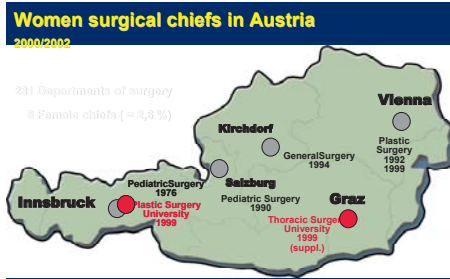 Women surgical chiefs in Austria
2000/2002
231 Departments of surgery
6 Female chiefs ( = 2,6 %)
Vienna
Plastic
Surgery
1992
1999
Kirchdorf
GeneralSurgery
1994
Salzburg
Pediatric Surgery
1990
PediatricSurgery
1976
Innsbruck
Plastic Surgery
University
1999
Graz
Thoracic Surgery
University
1999
(suppl.)